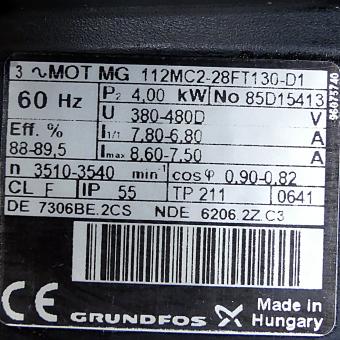 3 ~ MOT MG 112MC2-28FT130-D1
60 Hz P2 4,00 kW No 85D15413
U 380-480D V
Eff. % I1/1 7,80-6,80 A
88-89,5 Imax 8,60-7,50 A
n 3510-3540 min-1 cos φ 0,90-0,82
CL F IP 55 TP 211 0641
DE 7306BE.2CS NDE 6206.2Z.C3
CE GRUNDFOS Made in
Hungary